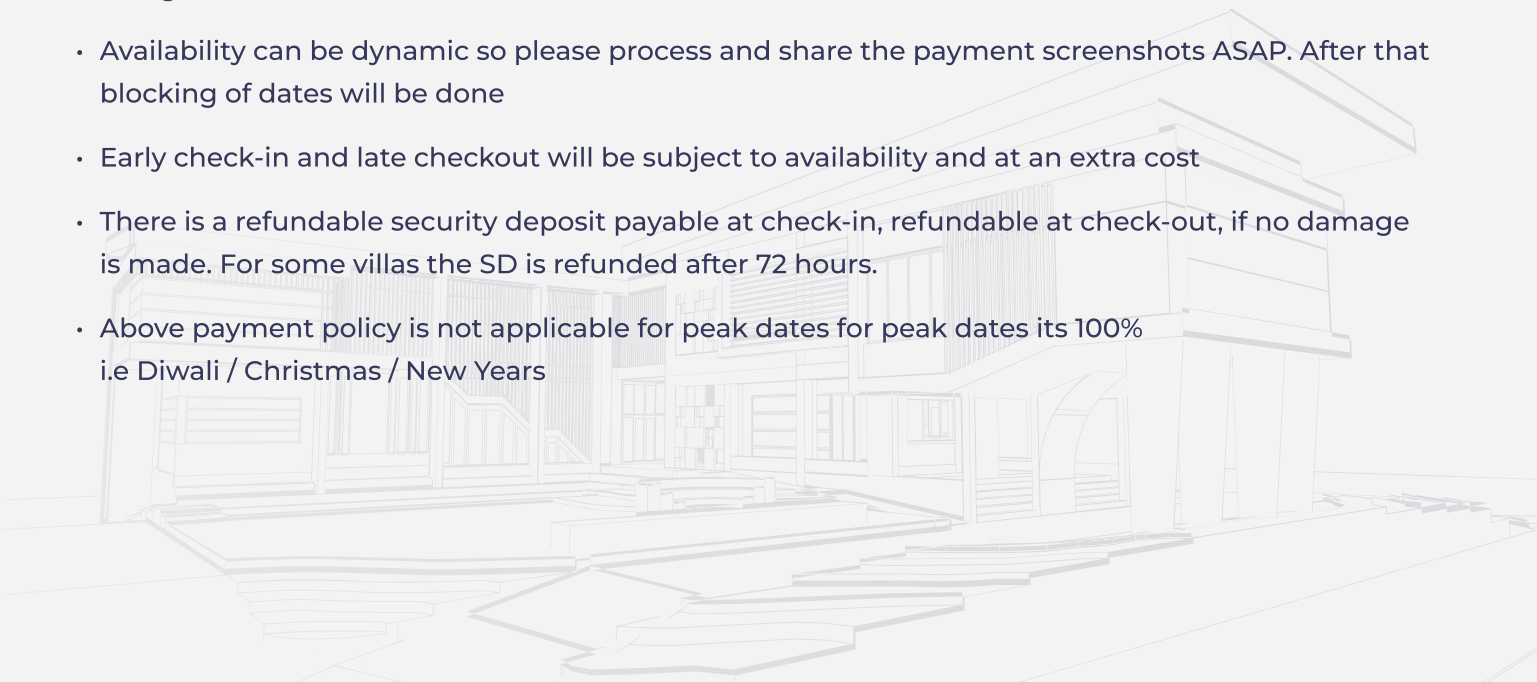 • Availability can be dynamic so please process and share the payment screenshots ASAP. After that
blocking of dates will be done
• Early check-in and late checkout will be subject to availability and at an extra cost
• There is a refundable security deposit payable at check-in, refundable at check-out, if no damage
is made. For some villas the SD is refunded after 72 hours.
• Above payment policy is not applicable for peak dates for peak dates its 100%
i.e Diwali / Christmas / New Years